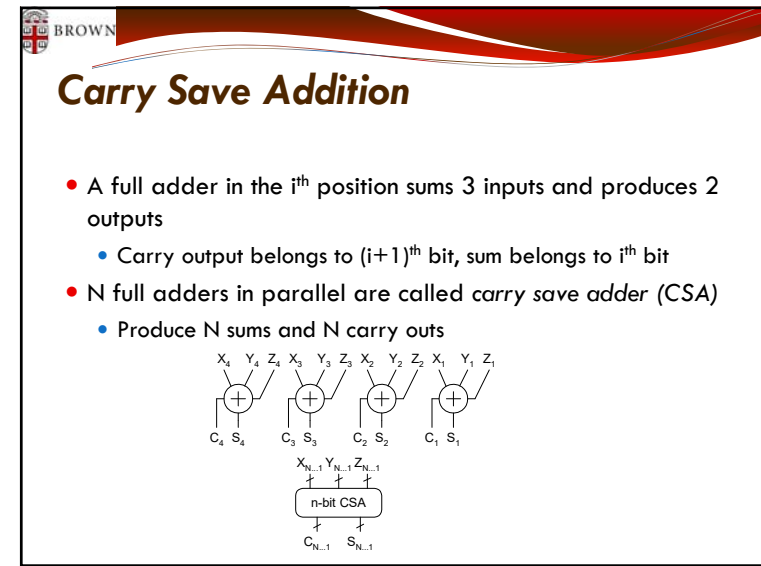 BROWN
Carry Save Addition
• A full adder in the ith position sums 3 inputs and produces 2
outputs
• Carry output belongs to (i+1)th bit, sum belongs to ith bit
• N full adders in parallel are called carry save adder (CSA)
• Produce N sums and N carry outs
X4 Y4 Z4 X3 Y3 Z3 X2 Y2 Z2 X1 Y1 Z1
+ + + +
C4 S4 C3 S3 C2 S2 C1 S1
XN...1 YN...1 ZN...1
n-bit CSA
CN...1 SN...1